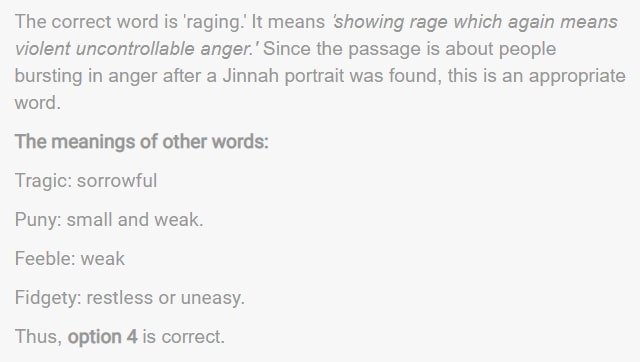 The correct word is 'raging.' It means 'showing rage which again means
violent uncontrollable anger.' Since the passage is about people
bursting in anger after a Jinnah portrait was found, this is an appropriate
word.
The meanings of other words:
Tragic: sorrowful
Puny: small and weak.
Feeble: weak
Fidgety: restless or uneasy.
Thus, option 4 is correct.